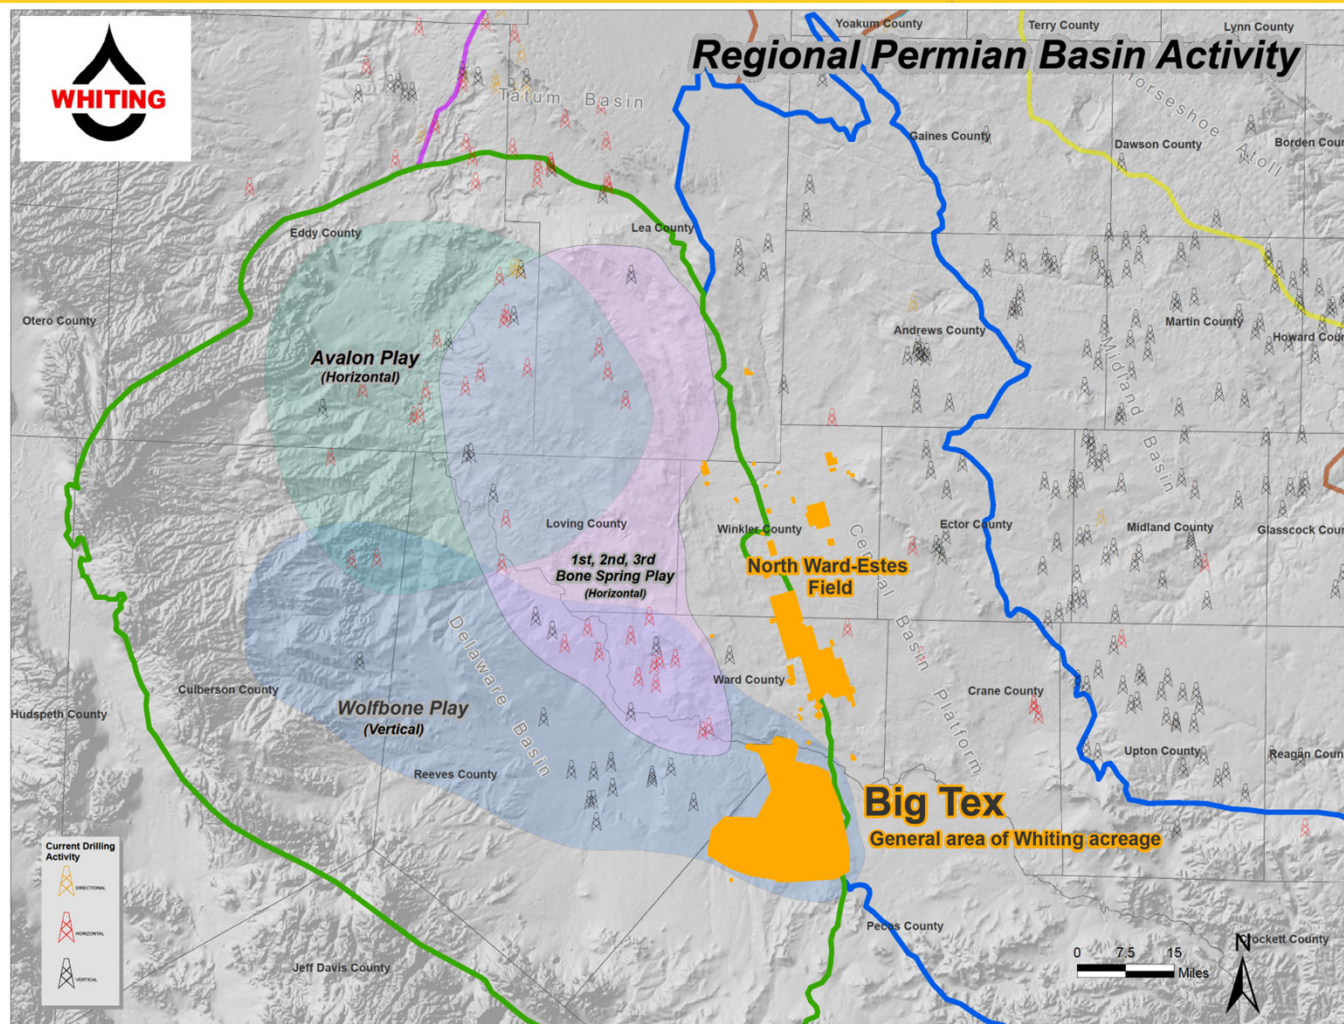 Regional Permian Basin Activity
WHITING
Yoakum County
Terry County
Lynn County
Tatum Basin
Horseshoe
Atoll
Gaines County
Dawson County
Borden Coun
Eddy County
Lea County
Otero County
Andrews County
Martin County
Howard Coun
Avalon Play
(Horizontal)
Midland
Basin
Loving County
Winkler County
Ector County
Midland County
Glasscock Coun
1st, 2nd, 3rd
Bone Spring Play
(Horizontal)
North Ward-Estes
Field
Central Basin Platform
Delaware Basin
Culberson County
Ward County
Crane County
Hudspeth County
Wolfbone Play
(Vertical)
Reeves County
Upton County
Reagan Coun
Big Tex
General area of Whiting acreage
Current Drilling
Activity
DIRECTIONAL
HORIZONTAL
VERTICAL
Pecos County
Crockett County
Jeff Davis County
0 7.5 15
Miles
N